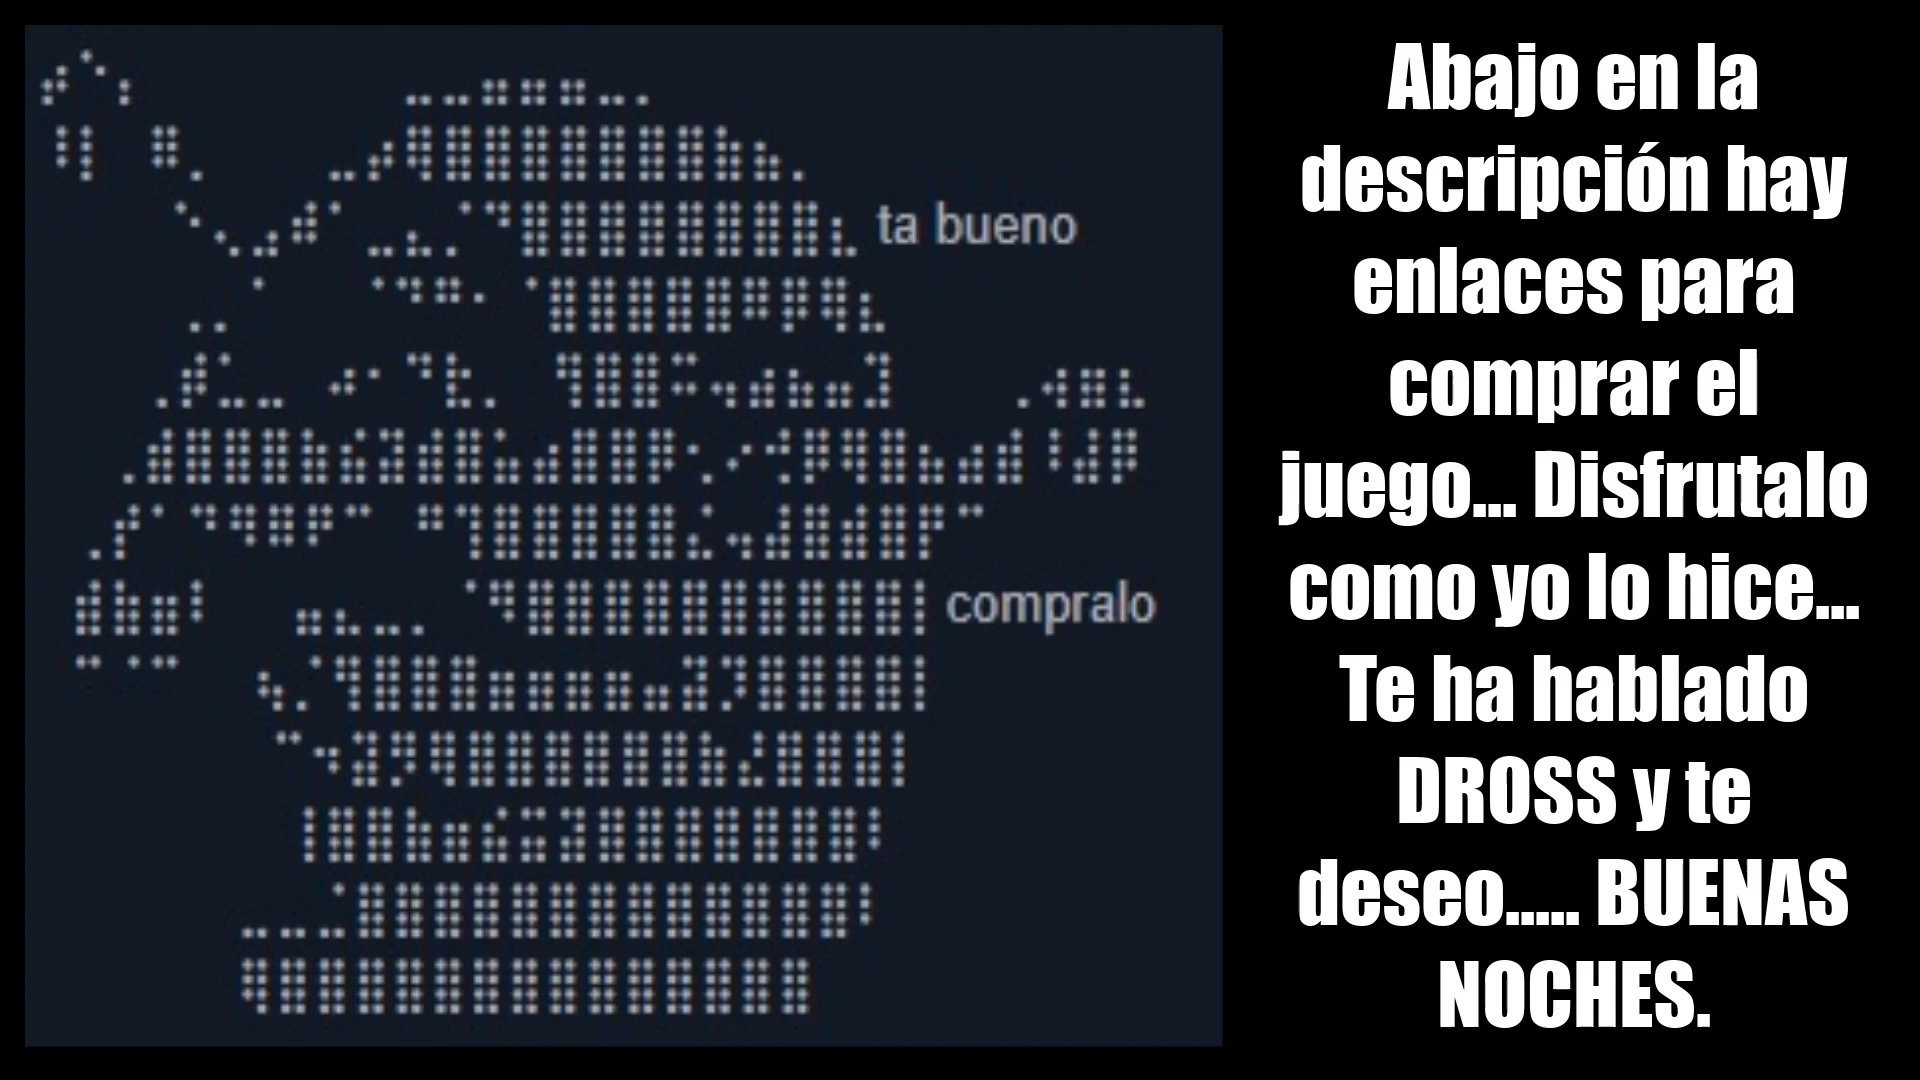 ta bueno
compralo
Abajo en la
descripción hay
enlaces para
comprar el
juego... Disfrutalo
como yo lo hice...
Te ha hablado
DROSS y te
deseo..... BUENAS
NOCHES.